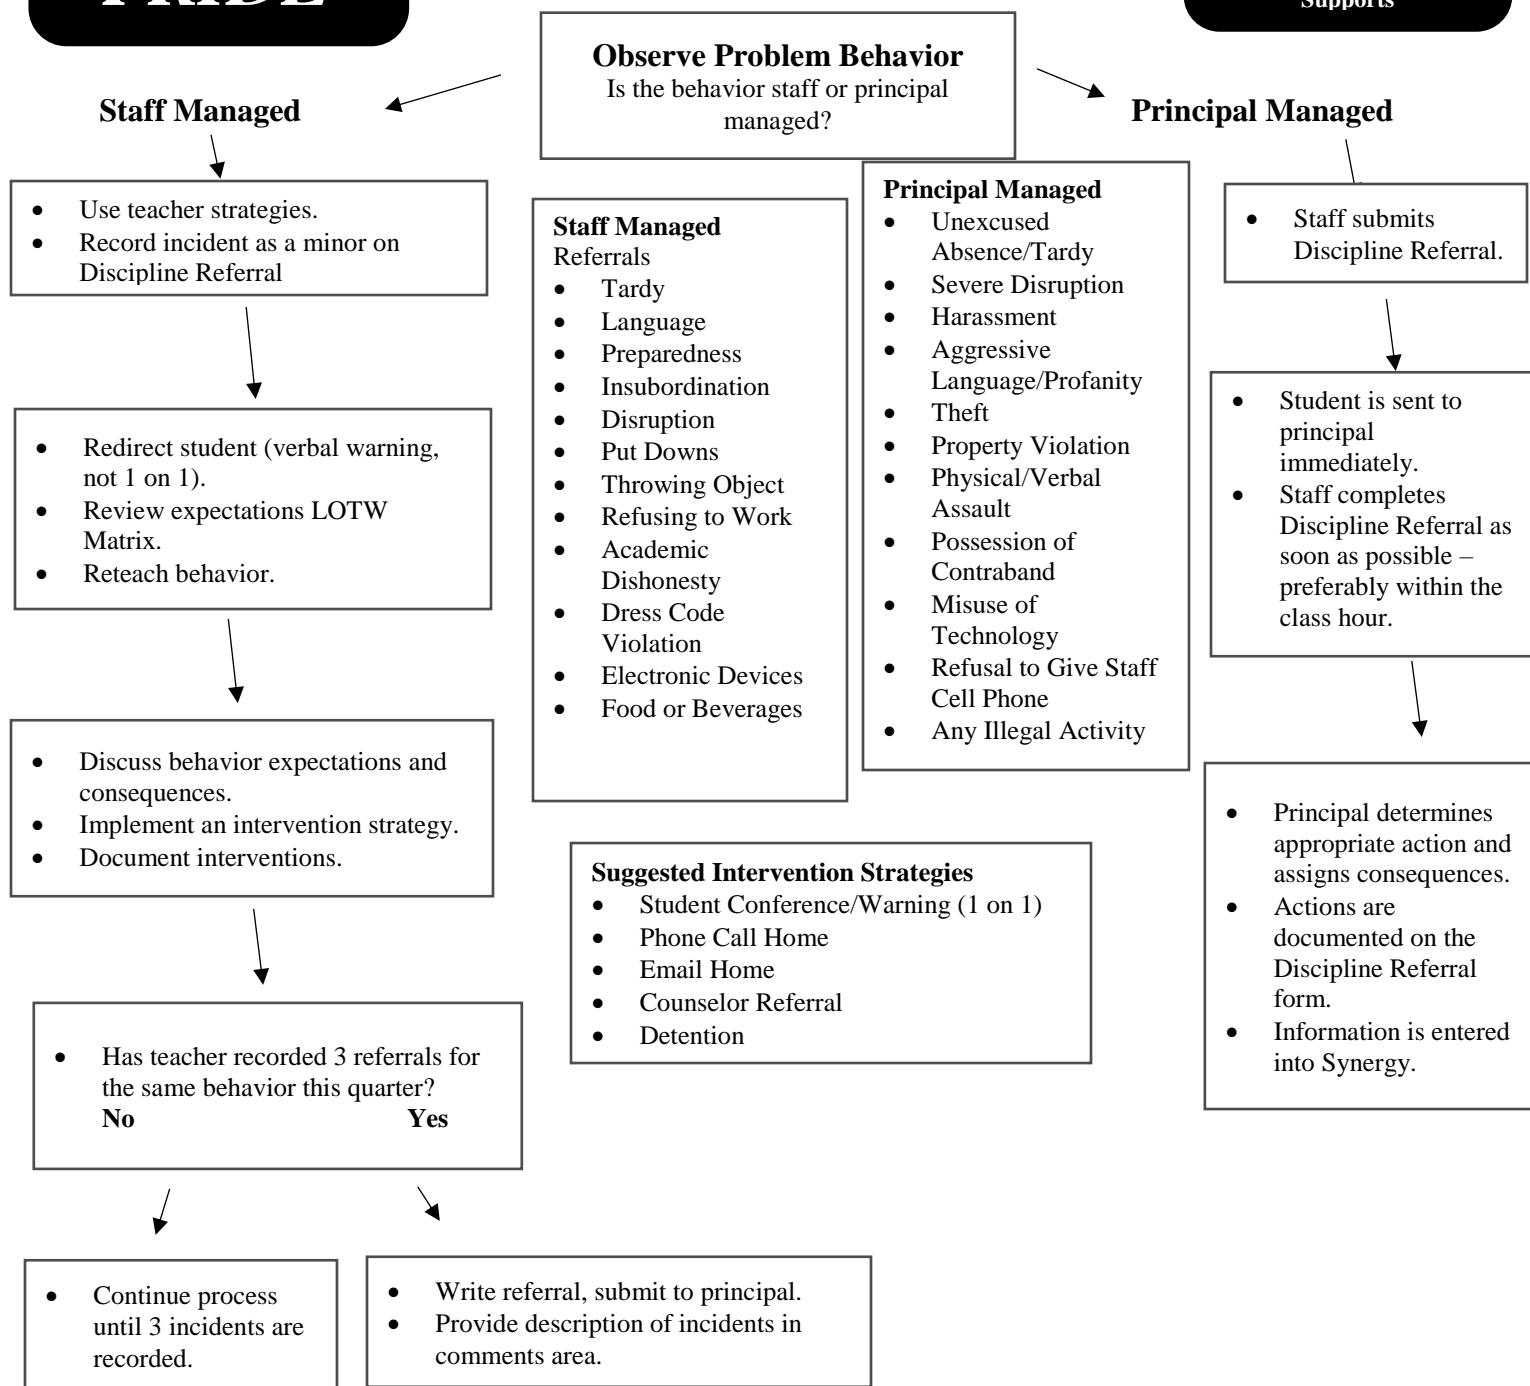 PRIDE
Supports
Observe Problem Behavior
Is the behavior staff or principal
managed?
Staff Managed
Principal Managed
• Use teacher strategies.
• Record incident as a minor on
Discipline Referral
• Redirect student (verbal warning,
not 1 on 1).
• Review expectations LOTW
Matrix.
• Reteach behavior.
• Discuss behavior expectations and
consequences.
• Implement an intervention strategy.
• Document interventions.
• Has teacher recorded 3 referrals for
the same behavior this quarter?
No Yes
• Continue process
until 3 incidents are
recorded.
• Write referral, submit to principal.
• Provide description of incidents in
comments area.
Staff Managed
Referrals
• Tardy
• Language
• Preparedness
• Insubordination
• Disruption
• Put Downs
• Throwing Object
• Refusing to Work
• Academic
Dishonesty
• Dress Code
Violation
• Electronic Devices
• Food or Beverages
Principal Managed
• Unexcused
Absence/Tardy
• Severe Disruption
• Harassment
• Aggressive
Language/Profanity
• Theft
• Property Violation
• Physical/Verbal
Assault
• Possession of
Contraband
• Misuse of
Technology
• Refusal to Give Staff
Cell Phone
• Any Illegal Activity
Suggested Intervention Strategies
• Student Conference/Warning (1 on 1)
• Phone Call Home
• Email Home
• Counselor Referral
• Detention
• Staff submits
Discipline Referral.
• Student is sent to
principal
immediately.
• Staff completes
Discipline Referral as
soon as possible –
preferably within the
class hour.
• Principal determines
appropriate action and
assigns consequences.
• Actions are
documented on the
Discipline Referral
form.
• Information is entered
into Synergy.